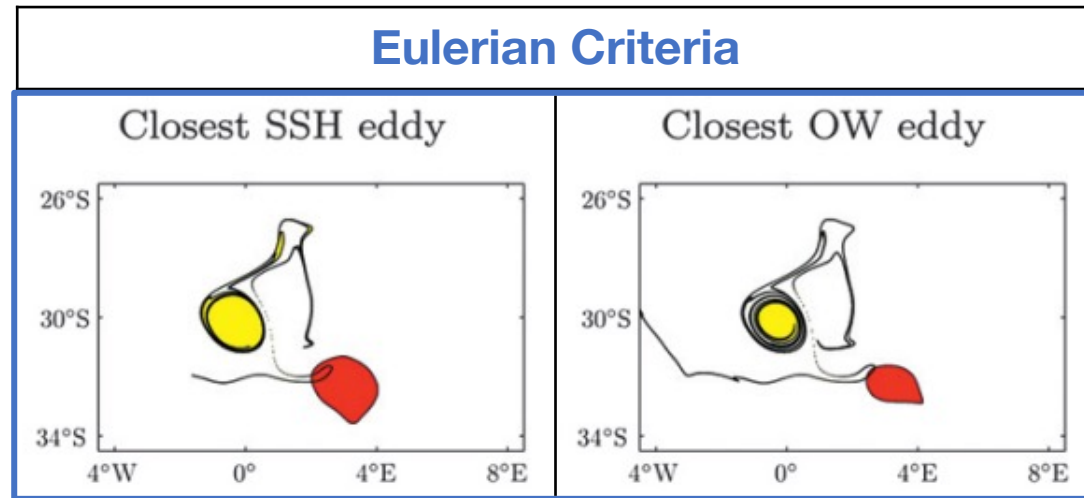 Eulerian Criteria
Closest SSH eddy
26°S
30°S
34°S
4°W 0° 4°E 8°E
Closest OW eddy
26°S
30°S
34°S
4°W 0° 4°E 8°E